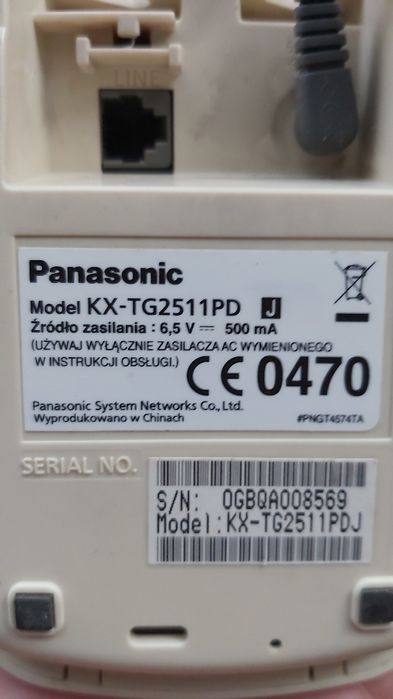 LINE
Panasonic
Model KX-TG2511PD J
Źródło zasilania : 6,5 V ⎓ 500 mA
(UŻYWAJ WYŁĄCZNIE ZASILACZA AC WYMIENIONEGO
W INSTRUKCJI OBSŁUGI.)
CE 0470
Panasonic System Networks Co., Ltd.
Wyprodukowano w Chinach
#PNGT4574TA
SERIAL NO.
S/N: 0GBQA008569
Model:KX-TG2511PDJ